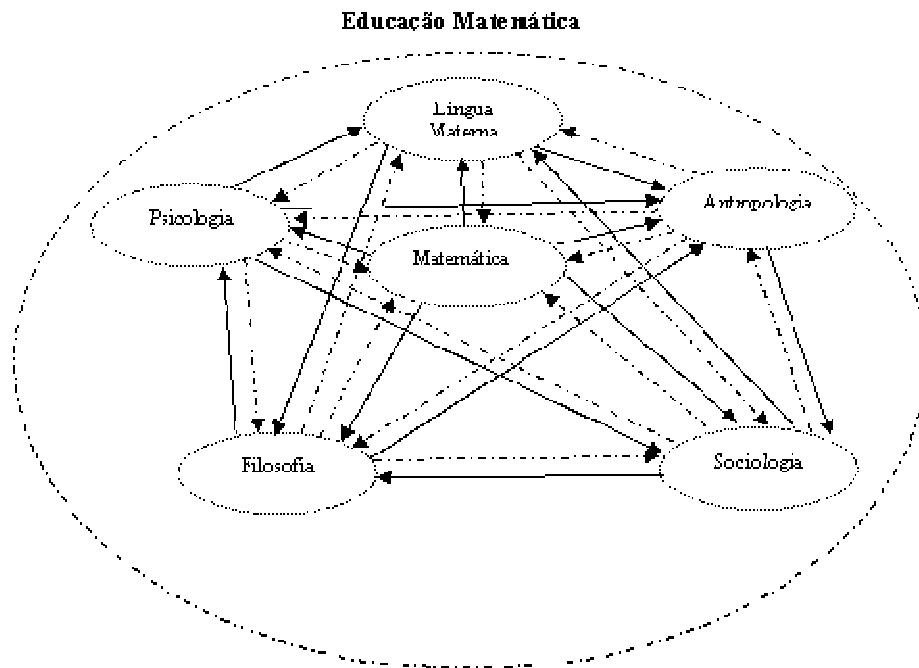 Educação Matemática
Língua
Materna
Psicologia
Antropologia
Matemática
Filosofia
Sociologia